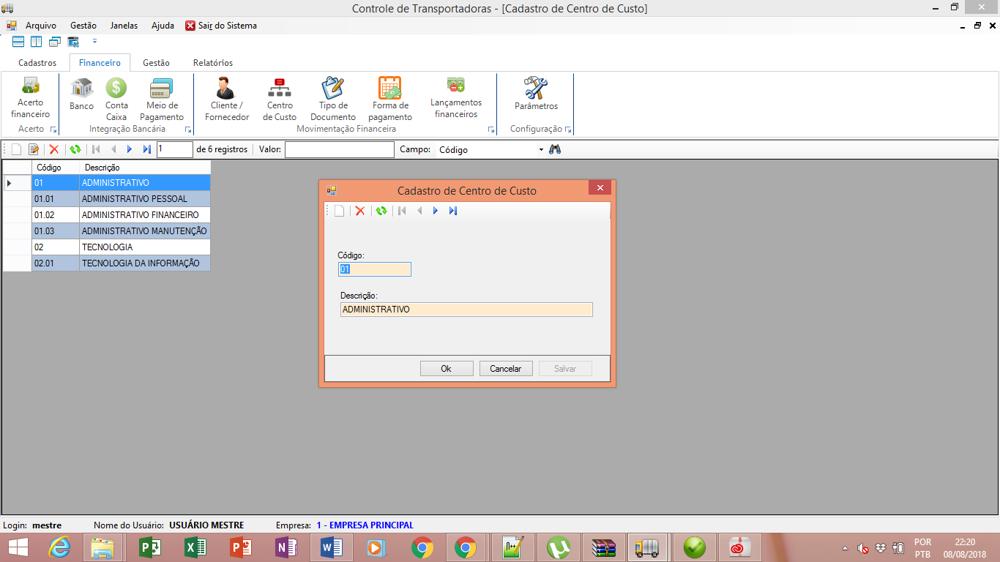 Controle de Transportadoras - [Cadastro de Centro de Custo]
Arquivo Gestão Janelas Ajuda Sair do Sistema
Cadastros Financeiro Gestão Relatórios
Acerto financeiro
Banco
Conta Caixa
Meio de Pagamento
Cliente / Fornecedor
Centro de Custo
Tipo de Documento
Forma de pagamento
Lançamentos financeiros
Parâmetros
Acerto Integração Bancária Movimentação Financeira Configuração
1 de 6 registros Valor: Campo: Código
Código Descrição
01 ADMINISTRATIVO
01.01 ADMINISTRATIVO PESSOAL
01.02 ADMINISTRATIVO FINANCEIRO
01.03 ADMINISTRATIVO MANUTENÇÃO
02 TECNOLOGIA
02.01 TECNOLOGIA DA INFORMAÇÃO
Cadastro de Centro de Custo
Código:
01
Descrição:
ADMINISTRATIVO
Ok Cancelar Salvar
Login: mestre Nome do Usuário: USUÁRIO MESTRE Empresa: 1 - EMPRESA PRINCIPAL
POR 22:20
PTB 08/08/2018